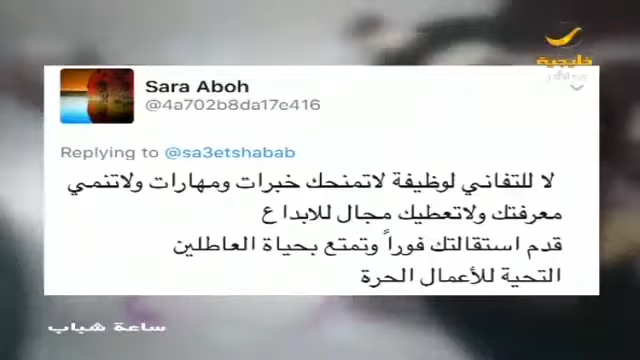 خليجية
Sara Aboh
@4a702b8da17e416
Replying to @sa3etshabab
لا للتفاني لوظيفة لاتمنحك خبرات ومهارات ولاتنمي
معرفتك ولاتعطيك مجال للابداع
قدم استقالتك فوراً وتمتع بحياة العاطلين
التحية للأعمال الحرة
ساعة شباب